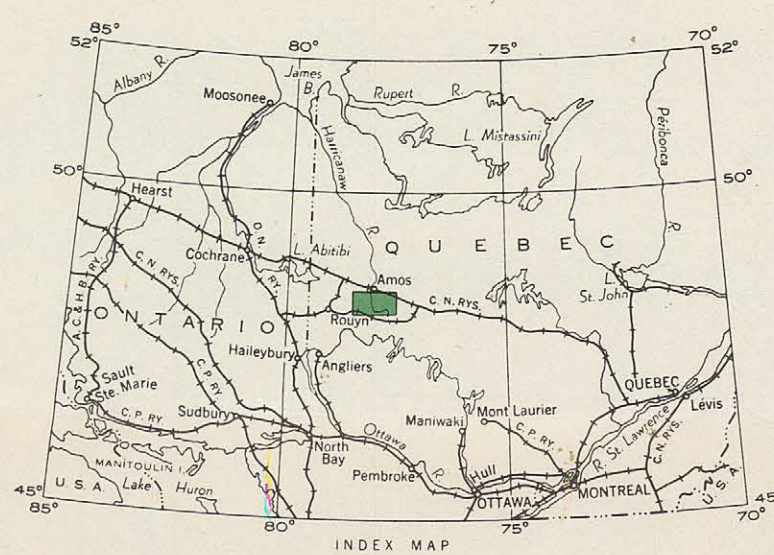 85° 80° 75° 70°
52° 52°
Albany R.
James B.
Moosonee
Rupert R.
L. Mistassini
Péribonca R.
Harricanaw R.
50° 50°
Hearst
O.N. RY.
Cochrane
L. Abitibi
QUEBEC
Amos
C. N. RYS.
L. St. John
A.C.& H.B. RY.
C. N. RYS.
ONTARIO
Rouyn
Haileybury
Angliers
C. P. RY.
Sault Ste. Marie
QUEBEC
Lévis
C. P. RY
Sudbury
Maniwaki
Mont Laurier
C. P. RY.
R. St. Lawrence
C. N. RYS.
North Bay
Ottawa R.
MANITOULIN I.
Pembroke
Hull
OTTAWA
MONTREAL
U. S. A.
Lake Huron
U. S. A.
45° 45°
85° 80° 75° 70°
INDEX MAP